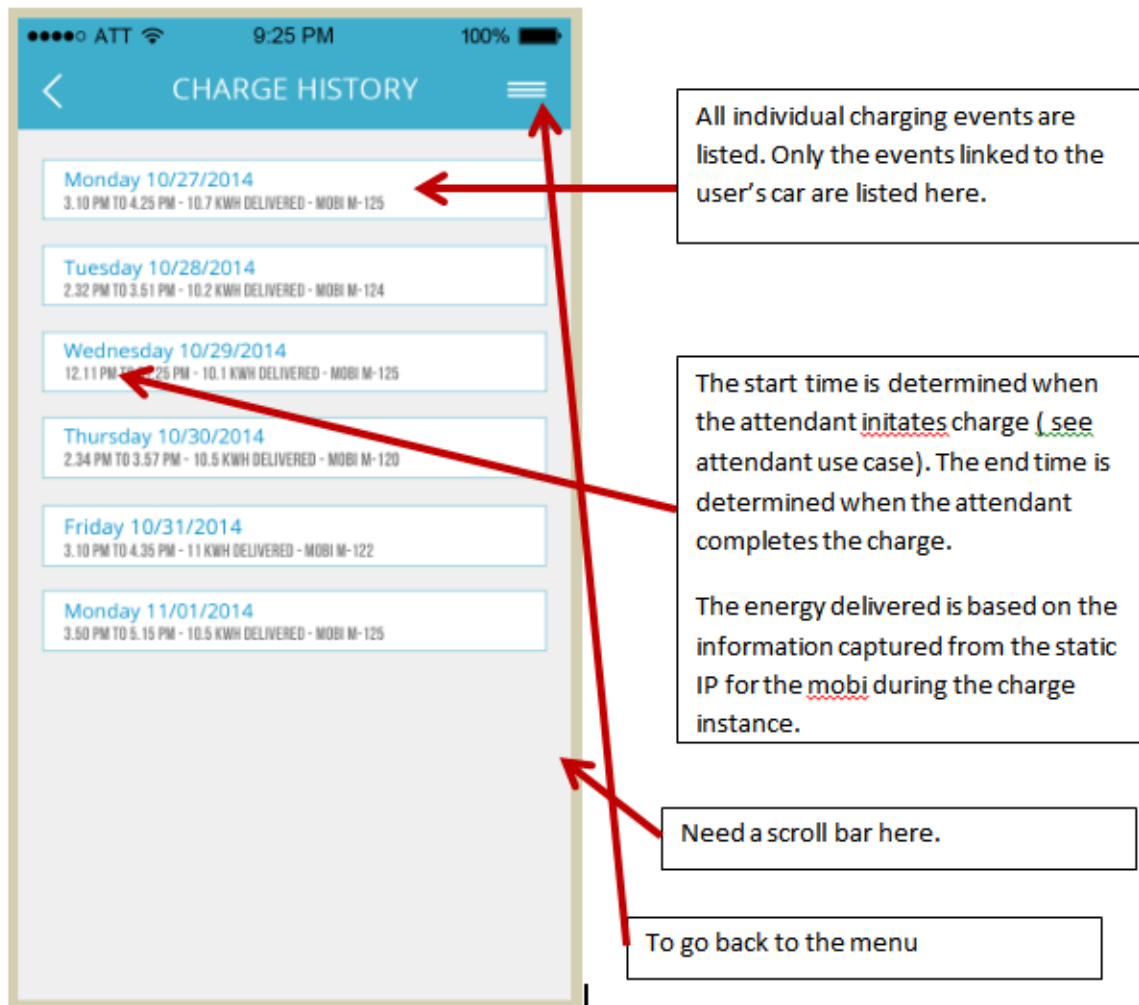 ATT 9:25 PM 100%
CHARGE HISTORY
Monday 10/27/2014
3.10 PM TO 4.25 PM - 10.7 KWH DELIVERED - MOBI M-125
Tuesday 10/28/2014
2.32 PM TO 3.51 PM - 10.2 KWH DELIVERED - MOBI M-124
Wednesday 10/29/2014
12.11 PM 25 PM - 10.1 KWH DELIVERED - MOBI M-125
Thursday 10/30/2014
2.34 PM TO 3.57 PM - 10.5 KWH DELIVERED - MOBI M-120
Friday 10/31/2014
3.10 PM TO 4.35 PM - 11 KWH DELIVERED - MOBI M-122
Monday 11/01/2014
3.50 PM TO 5.15 PM - 10.5 KWH DELIVERED - MOBI M-125
All individual charging events are
listed. Only the events linked to the
user's car are listed here.
The start time is determined when
the attendant initates charge ( see
attendant use case). The end time is
determined when the attendant
completes the charge.
The energy delivered is based on the
information captured from the static
IP for the mobi during the charge
instance.
Need a scroll bar here.
To go back to the menu